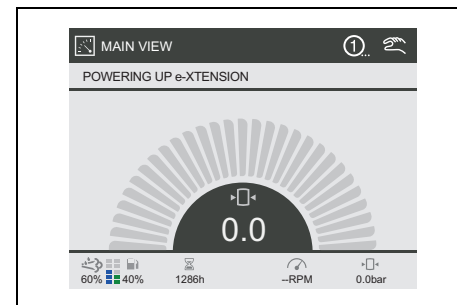 MAIN VIEW
1...
POWERING UP e-XTENSION
0.0
60% 40% 1286h --RPM 0.0bar